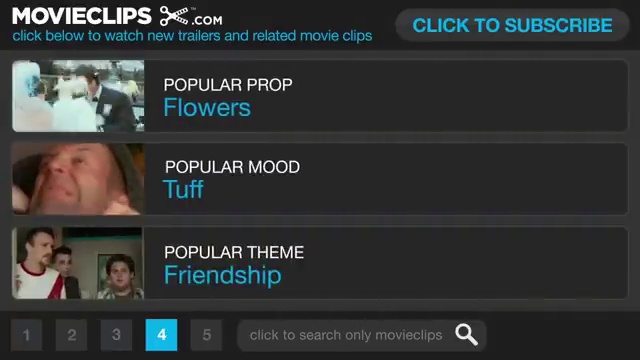 MOVIECLIPS .COM
click below to watch new trailers and related movie clips
CLICK TO SUBSCRIBE
POPULAR PROP
Flowers
POPULAR MOOD
Tuff
POPULAR THEME
Friendship
1 2 3 4 5
click to search only movieclips